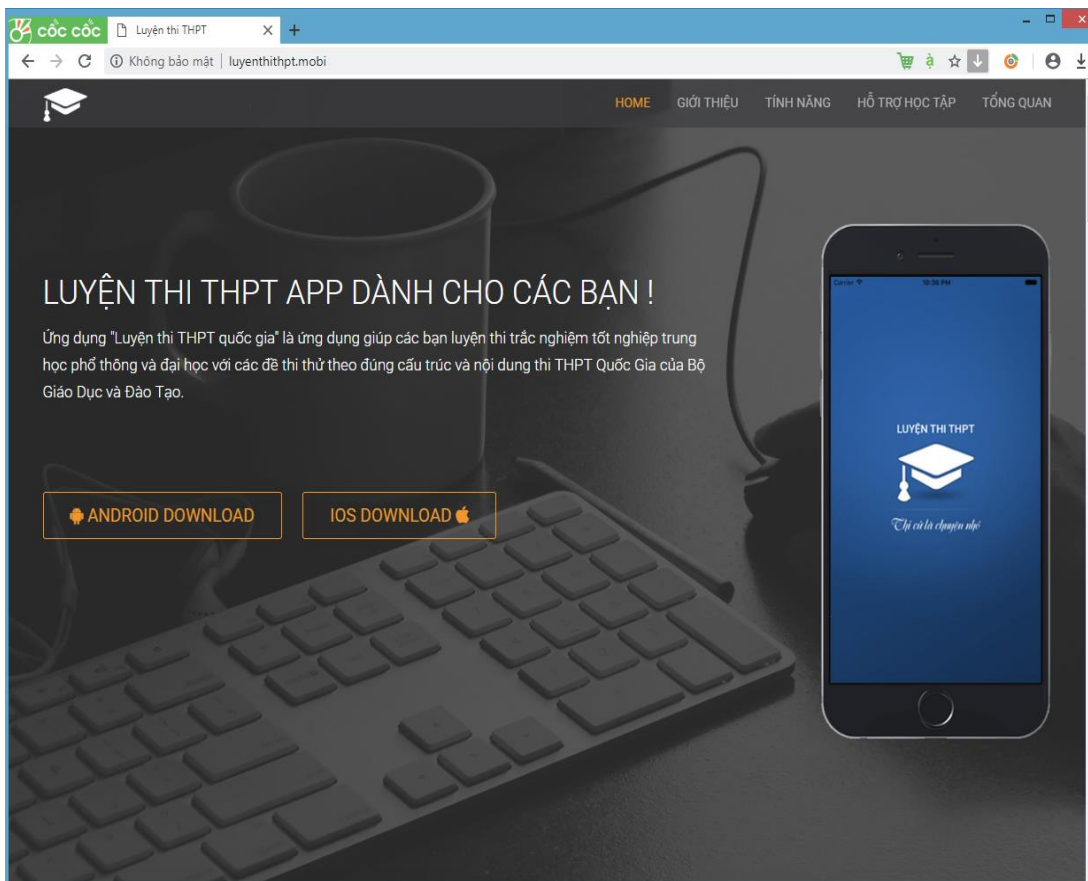 cốc cốc Luyện thi THPT
Không bảo mật luyenthithpt.mobi
HOME GIỚI THIỆU TÍNH NĂNG HỖ TRỢ HỌC TẬP TỔNG QUAN
LUYỆN THI THPT APP DÀNH CHO CÁC BẠN !
Ứng dụng "Luyện thi THPT quốc gia" là ứng dụng giúp các bạn luyện thi trắc nghiệm tốt nghiệp trung
học phổ thông và đại học với các đề thi thử theo đúng cấu trúc và nội dung thi THPT Quốc Gia của Bộ
Giáo Dục và Đào Tạo.
ANDROID DOWNLOAD IOS DOWNLOAD
Carrier 10:36 PM
LUYỆN THI THPT
Thi cử là chuyện nhỏ